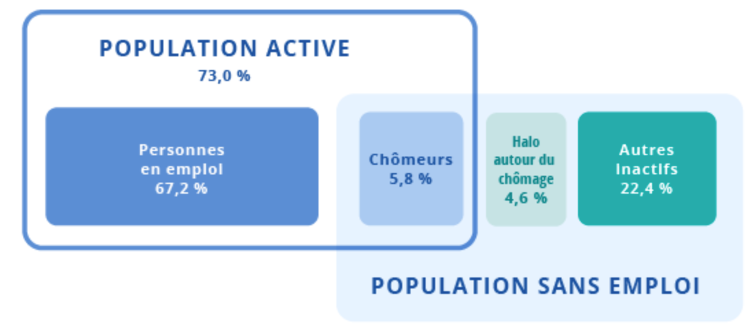 POPULATION ACTIVE
73,0 %
Personnes
en emploi
67,2 %
Chômeurs
5,8 %
Halo
autour du
chômage
4,6 %
Autres
Inactifs
22,4 %
POPULATION SANS EMPLOI